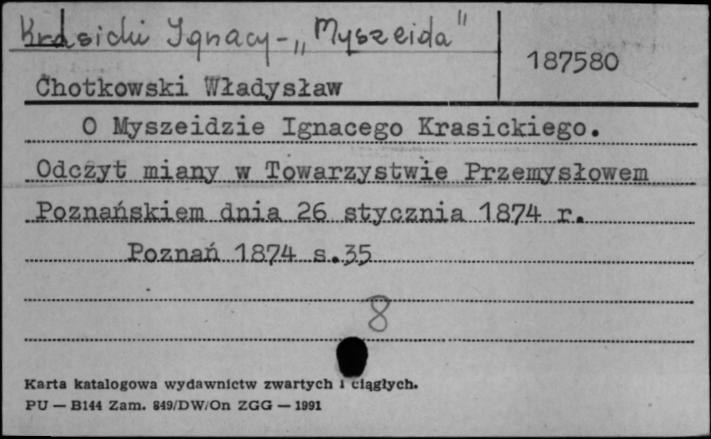 Krasicki Ignacy - „Myszeida"
187580
Chotkowski Władysław
O Myszeidzie Ignacego Krasickiego.
Odczyt miany w Towarzystwie Przemysłowem
Poznańskiem dnia 26 stycznia 1874 r.
Poznań 1874 s.35
8
Karta katalogowa wydawnictw zwartych i ciągłych.
PU — B144 Zam. 849/DW/On ZGG — 1991